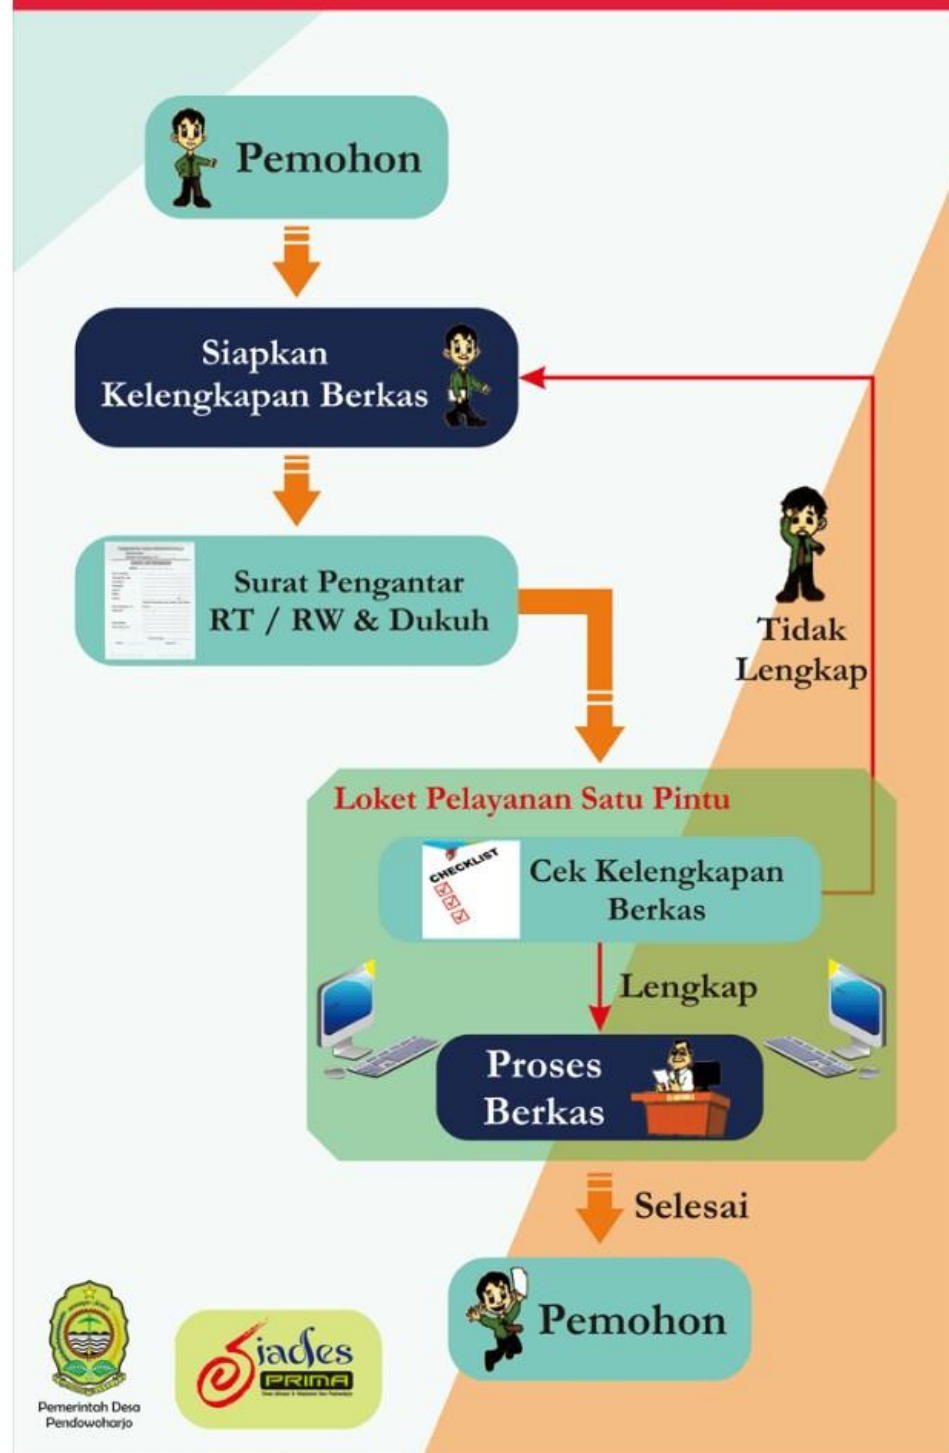 Pemohon
Siapkan
Kelengkapan Berkas
Surat Pengantar
RT / RW & Dukuh
Tidak
Lengkap
Loket Pelayanan Satu Pintu
CHECKLIST
Cek Kelengkapan
Berkas
Lengkap
Proses
Berkas
Selesai
Pemohon
Siades
PRIMA
Pemerintah Desa
Pendowoharjo